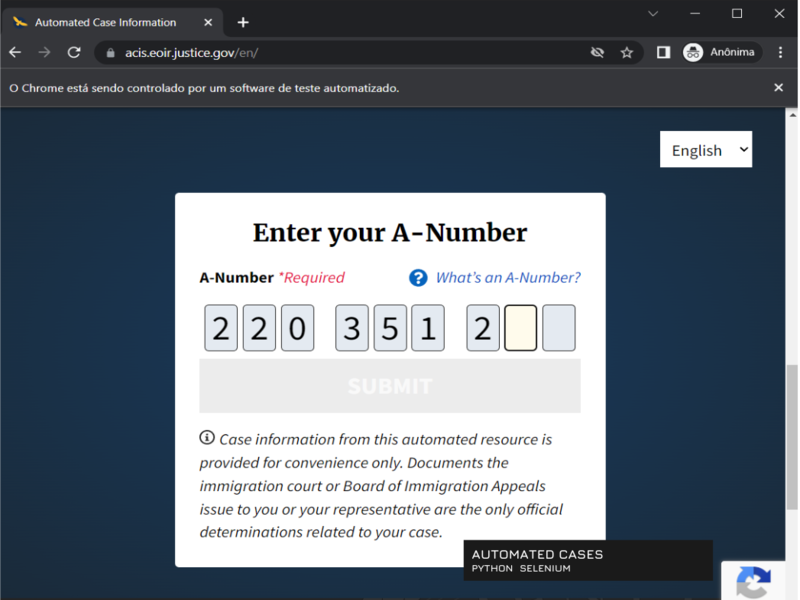 Automated Case Information
acis.eoir.justice.gov/en/
Anônima
O Chrome está sendo controlado por um software de teste automatizado.
English
Enter your A-Number
A-Number *Required
What's an A-Number?
2 2 0 3 5 1 2
SUBMIT
Case information from this automated resource is
provided for convenience only. Documents the
immigration court or Board of Immigration Appeals
issue to you or your representative are the only official
determinations related to your case.
AUTOMATED CASES
PYTHON SELENIUM